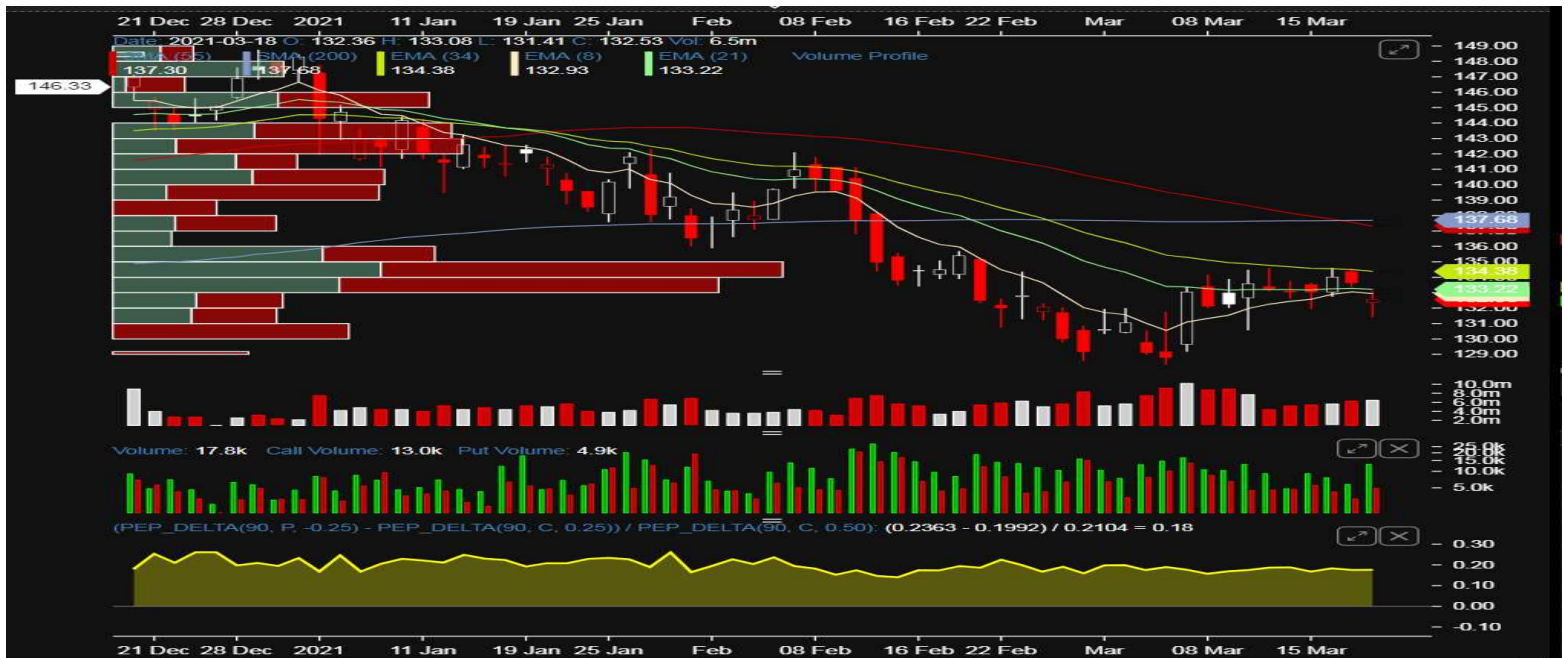 21 Dec 28 Dec 2021 11 Jan 19 Jan 25 Jan Feb 08 Feb 16 Feb 22 Feb Mar 08 Mar 15 Mar
Date: 2021-03-18 O: 132.36 H: 133.08 L: 131.41 C: 132.53 Vol: 6.5m
(55) SMA (200) EMA (34) EMA (8) EMA (21) Volume Profile
137.30 137.68 134.38 132.93 133.22
146.33
149.00
148.00
147.00
146.00
145.00
144.00
143.00
142.00
141.00
140.00
139.00
137.68
136.00
135.00
134.38
133.22
132.00
131.00
130.00
129.00
10.0m
8.0m
6.0m
4.0m
2.0m
Volume: 17.8k Call Volume: 13.0k Put Volume: 4.9k
25.0k
20.0k
15.0k
10.0k
5.0k
(PEP_DELTA(90, P, -0.25) - PEP_DELTA(90, C, 0.25)) / PEP_DELTA(90, C, 0.50): (0.2363 - 0.1992) / 0.2104 = 0.18
0.30
0.20
0.10
0.00
-0.10
21 Dec 28 Dec 2021 11 Jan 19 Jan 25 Jan Feb 08 Feb 16 Feb 22 Feb Mar 08 Mar 15 Mar